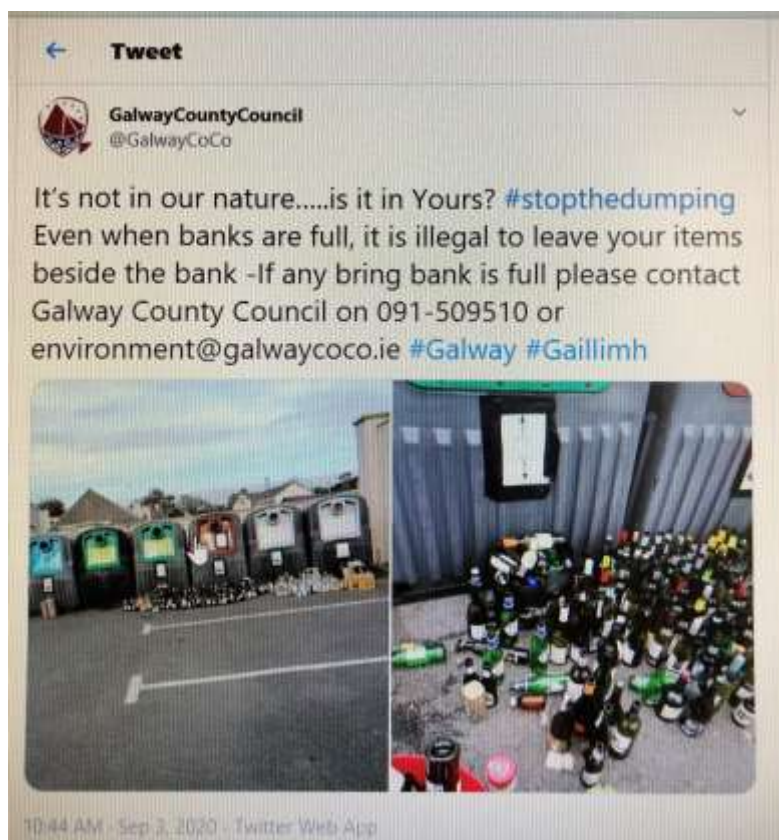 Tweet
GalwayCountyCouncil
@GalwayCoCo
It's not in our nature.....is it in Yours? #stopthedumping
Even when banks are full, it is illegal to leave your items
beside the bank -If any bring bank is full please contact
Galway County Council on 091-509510 or
environment@galwaycoco.ie #Galway #Gaillimh
10:44 AM · Sep 3, 2020 · Twitter Web App